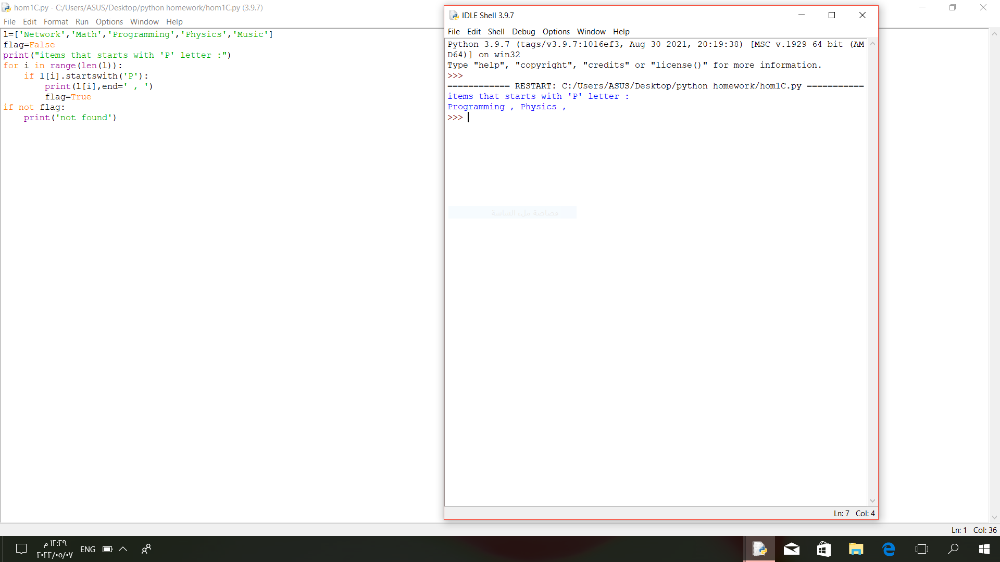 hom1C.py - C:/Users/ASUS/Desktop/python homework/hom1C.py (3.9.7)
File Edit Format Run Options Window Help
l=['Network','Math','Programming','Physics','Music']
flag=False
print("items that starts with 'P' letter :")
for i in range(len(l)):
    if l[i].startswith('P'):
        print(l[i],end=' , ')
        flag=True
if not flag:
    print('not found')
IDLE Shell 3.9.7
File Edit Shell Debug Options Window Help
Python 3.9.7 (tags/v3.9.7:1016ef3, Aug 30 2021, 20:19:38) [MSC v.1929 64 bit (AM
D64)] on win32
Type "help", "copyright", "credits" or "license()" for more information.
>>>
============ RESTART: C:/Users/ASUS/Desktop/python homework/hom1C.py ===========
items that starts with 'P' letter :
Programming , Physics ,
>>>
قصاصة ملء الشاشة
Ln: 7 Col: 4
Ln: 1 Col: 36
١٢:٢٩ م
ENG
٢٠٢٢/٠٥/٠٧